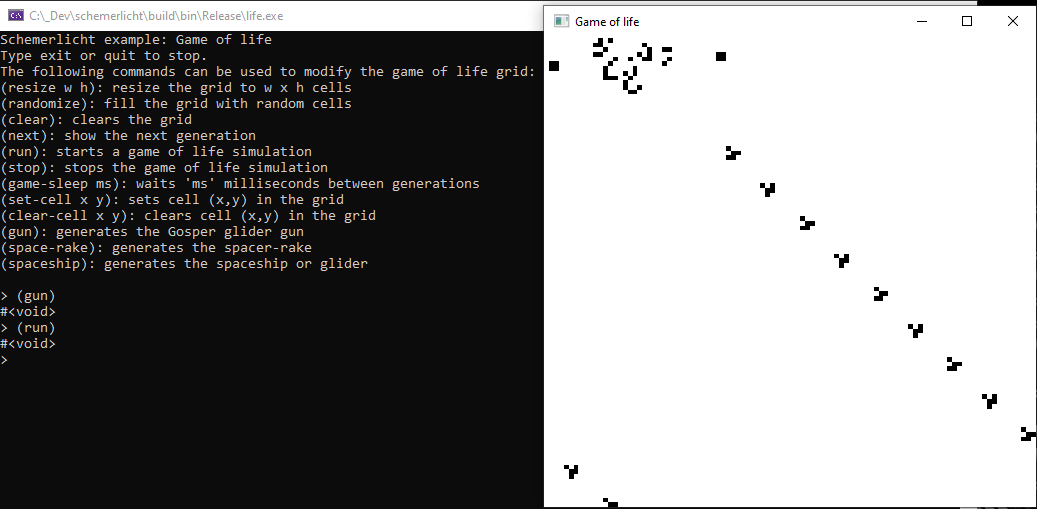 C:\_Dev\schemerlicht\build\bin\Release\life.exe
Schemerlicht example: Game of life
Type exit or quit to stop.
The following commands can be used to modify the game of life grid:
(resize w h): resize the grid to w x h cells
(randomize): fill the grid with random cells
(clear): clears the grid
(next): show the next generation
(run): starts a game of life simulation
(stop): stops the game of life simulation
(game-sleep ms): waits 'ms' milliseconds between generations
(set-cell x y): sets cell (x,y) in the grid
(clear-cell x y): clears cell (x,y) in the grid
(gun): generates the Gosper glider gun
(space-rake): generates the spacer-rake
(spaceship): generates the spaceship or glider
> (gun)
#<void>
> (run)
#<void>
>
Game of life